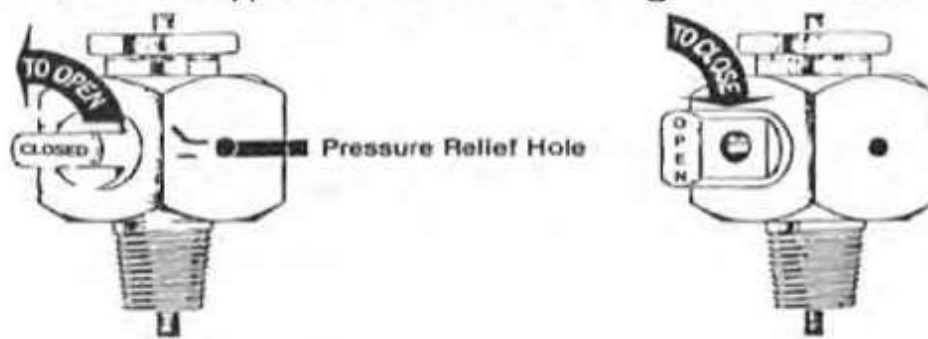 TO OPEN
CLOSED
Pressure Relief Hole
TO CLOSE
OPEN